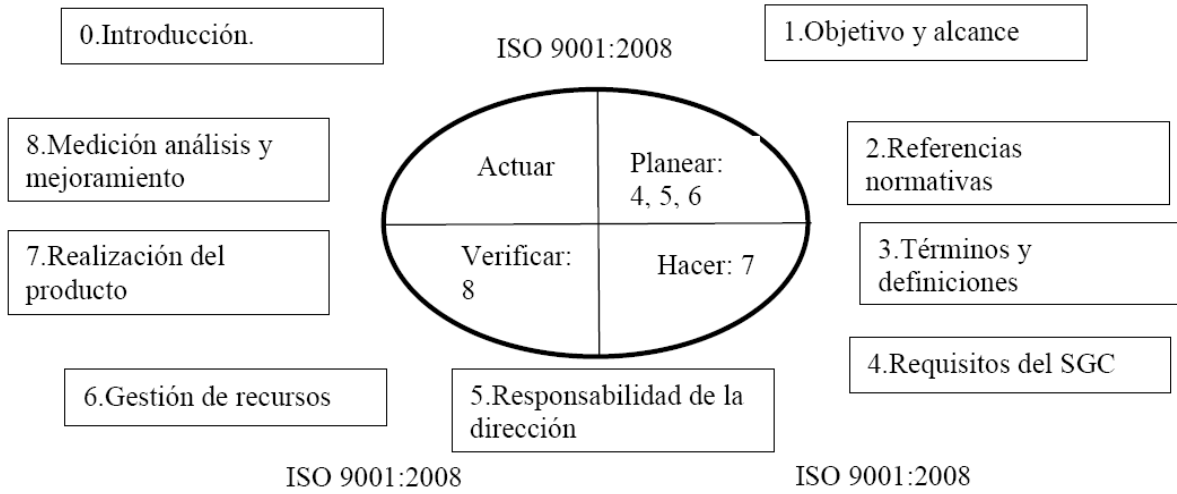 0.Introducción.
ISO 9001:2008
1.Objetivo y alcance
8.Medición análisis y
mejoramiento
Actuar
Planear:
4, 5, 6
2.Referencias
normativas
7.Realización del
producto
Verificar:
8
Hacer: 7
3.Términos y
definiciones
4.Requisitos del SGC
6.Gestión de recursos
5.Responsabilidad de la
dirección
ISO 9001:2008
ISO 9001:2008